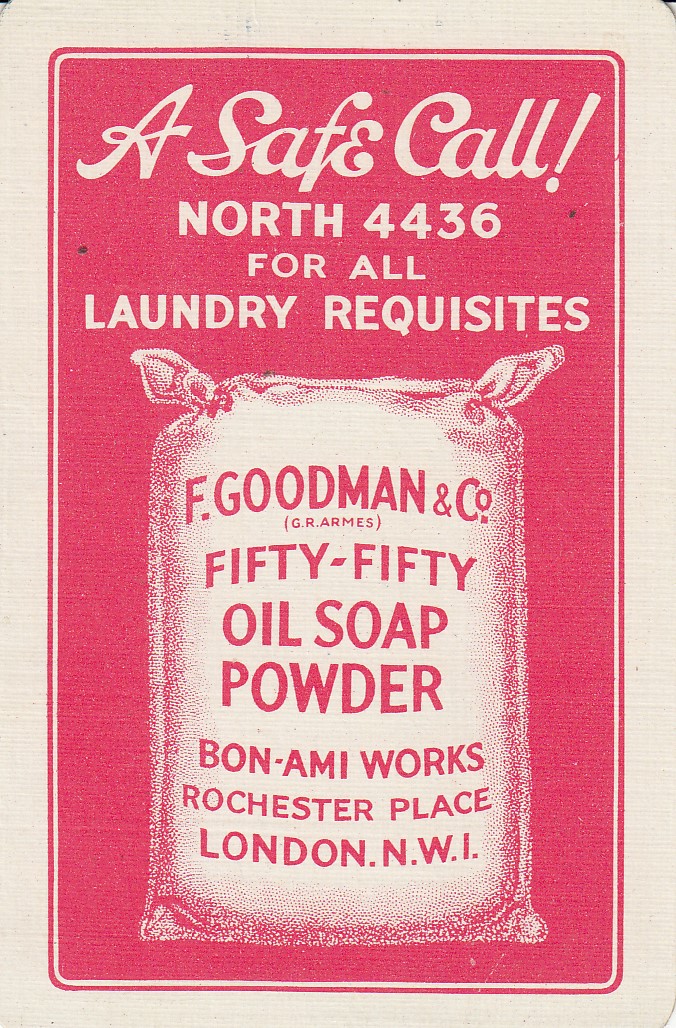 A Safe Call!
NORTH 4436
FOR ALL
LAUNDRY REQUISITES
F. GOODMAN & Co.
(G.R. ARMES)
FIFTY-FIFTY
OIL SOAP
POWDER
BON-AMI WORKS
ROCHESTER PLACE
LONDON. N.W.1.